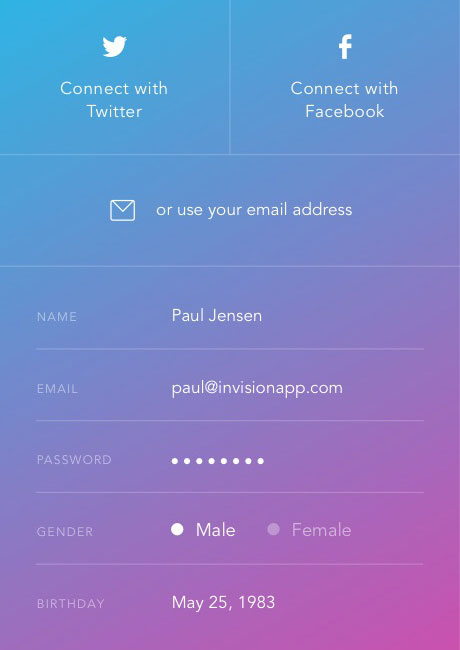 Connect with
Twitter
Connect with
Facebook
or use your email address
NAME Paul Jensen
EMAIL paul@invisionapp.com
PASSWORD ••••••••
GENDER Male Female
BIRTHDAY May 25, 1983